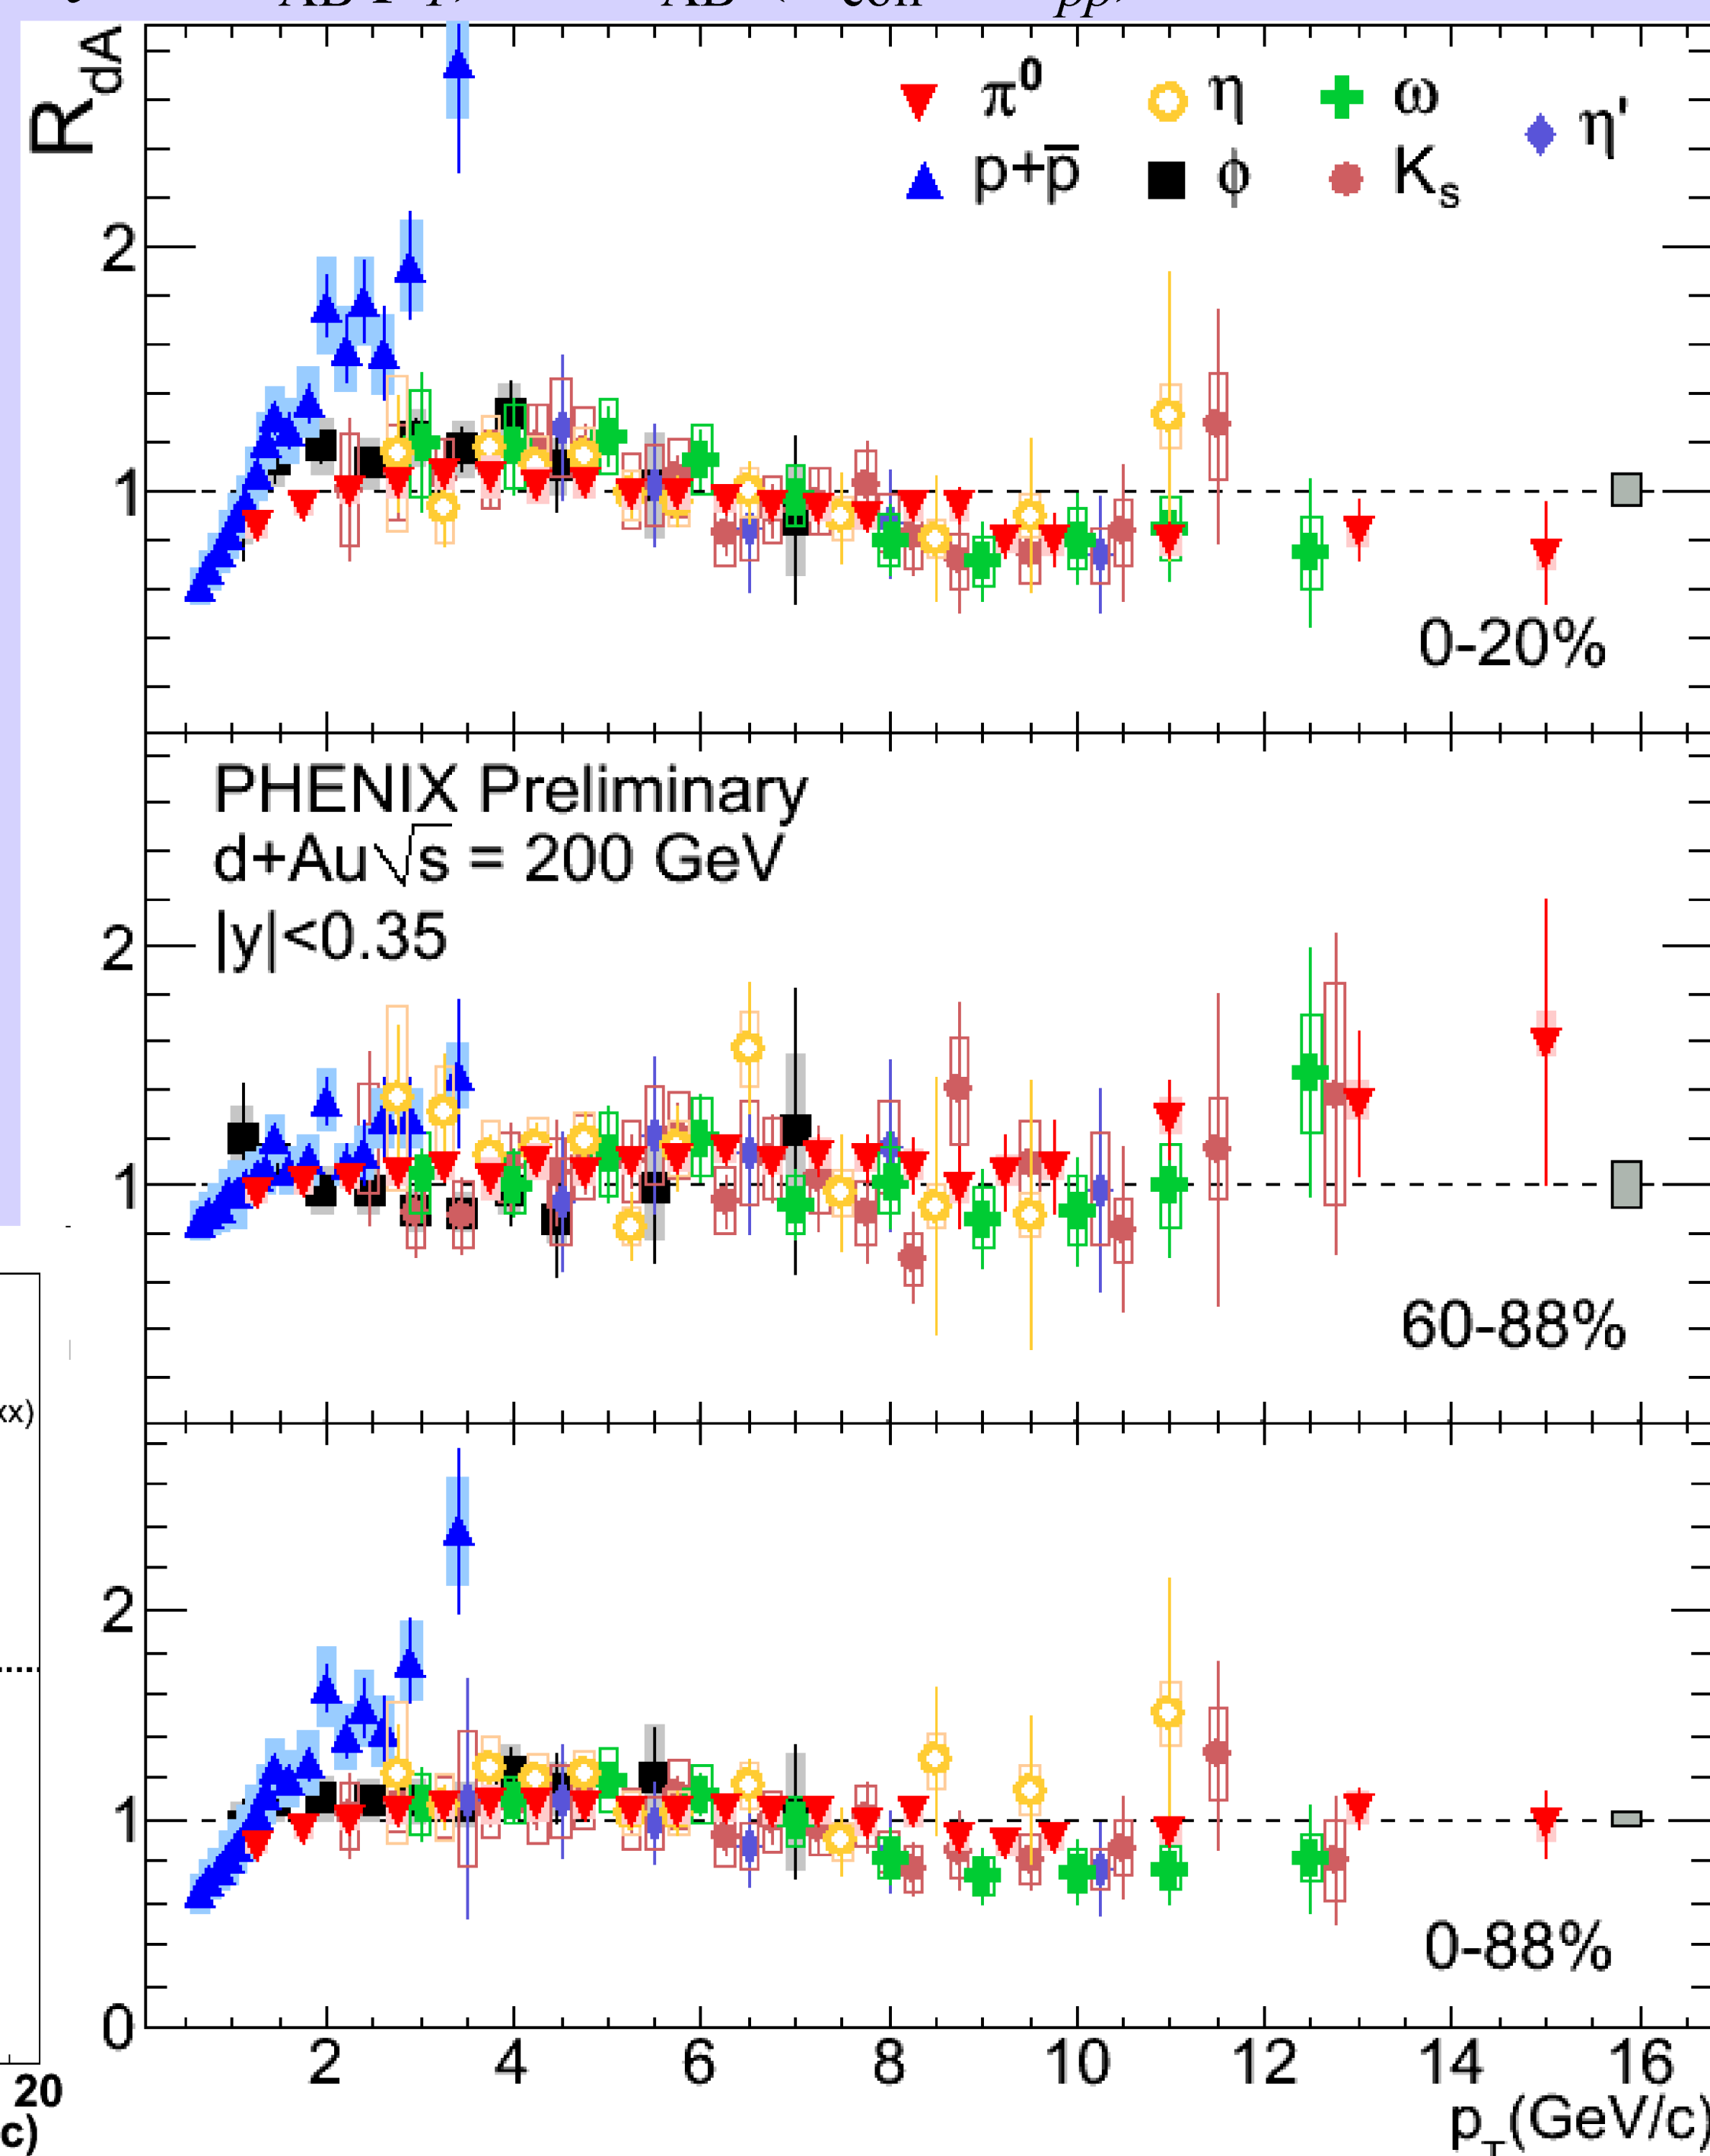 R_dA
π⁰ η ω η'
p+p̅ φ K_s
2
1
0-20%
PHENIX Preliminary
d+Au√s = 200 GeV
|y|<0.35
2
1
60-88%
xx)
2
1
0-88%
0
2 4 6 8 10 12 14 16
20
c)
p_T(GeV/c)